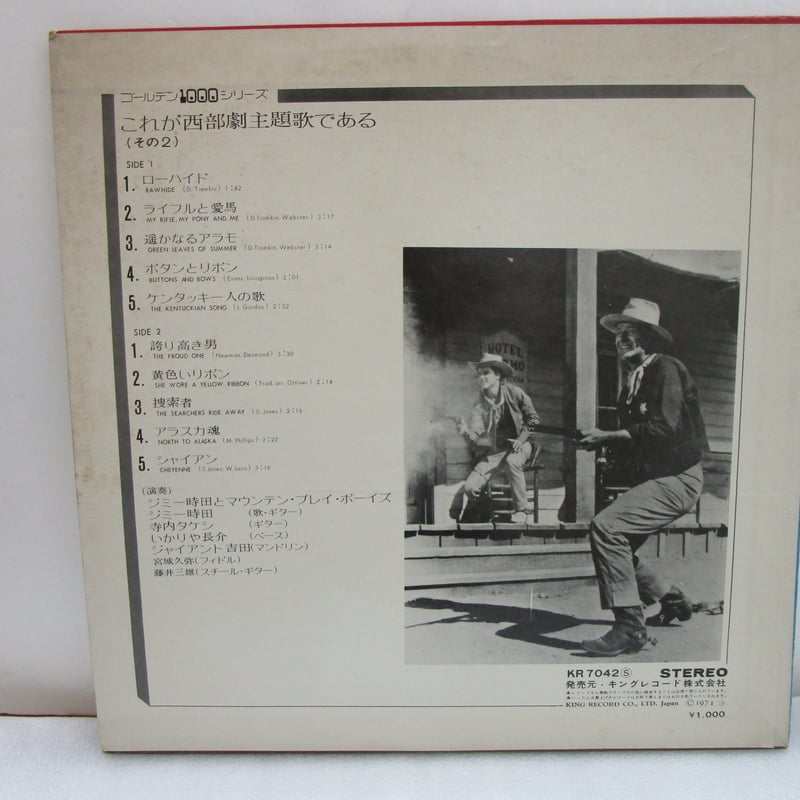 ゴールデン1000シリーズ
これが西部劇主題歌である
(その2)
SIDE 1
1. ローハイド
RAWHIDE (D.Tiomkin) 1:42
2. ライフルと愛馬
MY RIFLE, MY PONY AND ME (D.Tiomkin, Webster) 3:17
3. 遥かなるアラモ
GREEN LEAVES OF SUMMER (D.Tiomkin, Webster) 3:14
4. ボタンとリボン
BUTTONS AND BOWS (Evans, Livingston) 2:01
5. ケンタッキー人の歌
THE KENTUCKIAN SONG (I. Gordon) 2:32
SIDE 2
1. 誇り高き男
THE PROUD ONE (Newman, Desmond) 3:30
2. 黄色いリボン
SHE WORE A YELLOW RIBBON (Trad. arr. Ottner) 2:14
3. 捜索者
THE SEARCHERS RIDE AWAY (S. Jones) 2:16
4. アラスカ魂
NORTH TO ALASKA (M. Phillips) 2:22
5. シャイアン
CHEYENNE (S. Jones, W. Lava) 3:16
(演奏)
ジミー時田とマウンテン・プレイ・ボーイズ
ジミー時田 (歌・ギター)
寺内タケシ (ギター)
いかりや長介 (ベース)
ジャイアント吉田(マンドリン)
宮城久弥(フィドル)
藤井三雄(スチール・ギター)
HOTEL
KR7042Ⓢ STEREO
発売元・キングレコード株式会社
KING RECORD CO., LTD. Japan Ⓒ1971
¥1,000